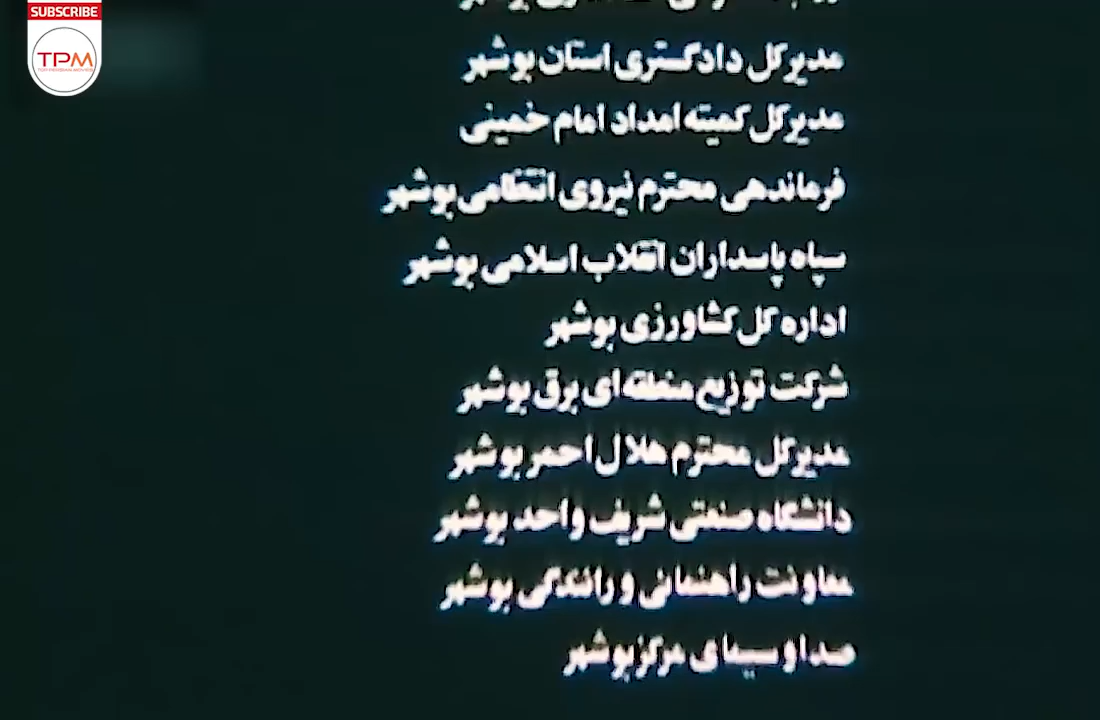 SUBSCRIBE
TPM
بوشهر
مدیرکل دادگستری استان بوشهر
مدیرکل کمیته امداد امام خمینی
فرماندهی محترم نیروی انتظامی بوشهر
سپاه پاسداران انقلاب اسلامی بوشهر
اداره کل کشاورزی بوشهر
شرکت توزیع منطقه ای برق بوشهر
مدیرکل محترم هلال احمر بوشهر
دانشگاه صنعتی شریف واحد بوشهر
معاونت راهنمائی و رانندگی بوشهر
صدا و سیمای مرکز بوشهر